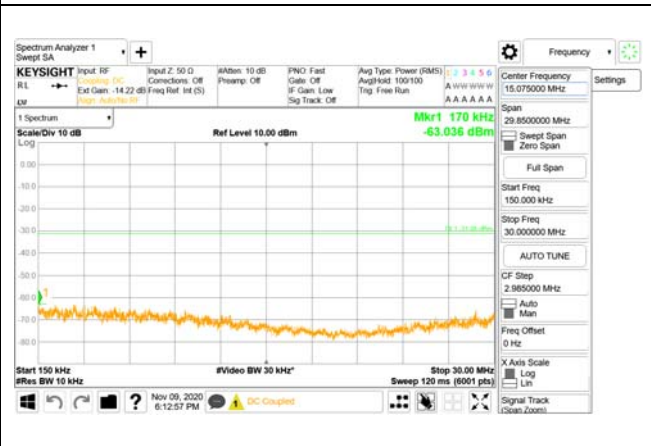 Spectrum Analyzer 1
Swept SA
Frequency
KEYSIGHT
Input: RF
Coupling: DC
Ext Gain: -14.22 dB
Align: Auto/No RF
Input Z: 50 Ω
Corrections: Off
Freq Ref: Int (S)
#Atten: 10 dB
Preamp: Off
PNO: Fast
Gate: Off
IF Gain: Low
Sig Track: Off
Avg Type: Power (RMS)
Avg|Hold: 100/100
Trig: Free Run
1 2 3 4 5 6
A W W W W W
A A A A A A
RL
1 Spectrum
Scale/Div 10 dB
Ref Level 10.00 dBm
Mkr1 170 kHz
-63.036 dBm
Log
0.00
-10.0
-20.0
-30.0
-40.0
-50.0
-60.0
-70.0
-80.0
1
Start 150 kHz
#Res BW 10 kHz
#Video BW 30 kHz*
Stop 30.00 MHz
Sweep 120 ms (6001 pts)
Nov 09, 2020
6:12:57 PM
DC Coupled
Settings
Center Frequency
15.075000 MHz
Span
29.8500000 MHz
Swept Span
Zero Span
Full Span
Start Freq
150.000 kHz
Stop Freq
30.000000 MHz
AUTO TUNE
CF Step
2.985000 MHz
Auto
Man
Freq Offset
0 Hz
X Axis Scale
Log
Lin
Signal Track
(Span Zoom)